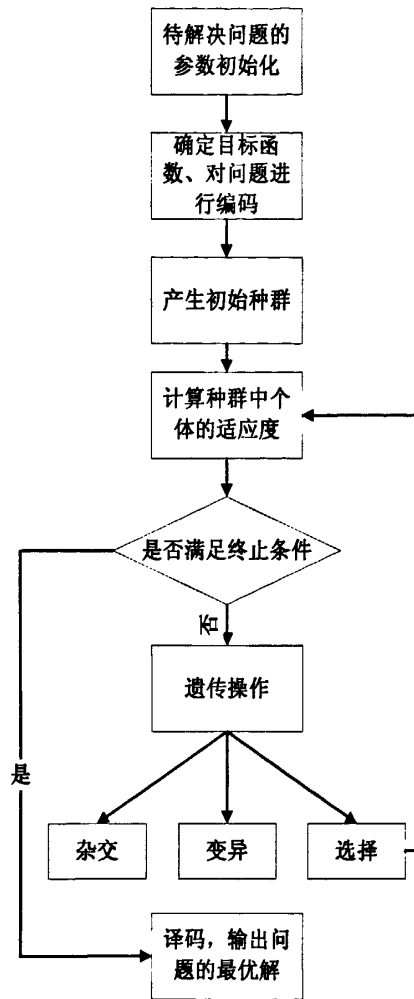 待解决问题的
参数初始化
确定目标函
数、对问题进
行编码
产生初始种群
计算种群中个
体的适应度
是否满足终止条件
否
遗传操作
是
杂交
变异
选择
译码，输出问
题的最优解